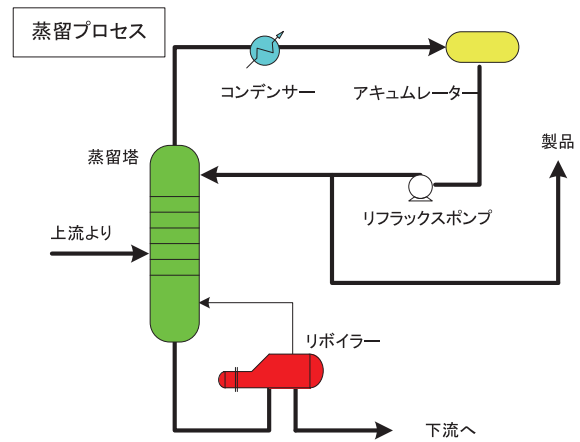 蒸留プロセス
コンデンサー
アキュムレーター
製品
蒸留塔
リフラックスポンプ
上流より
リボイラー
下流へ